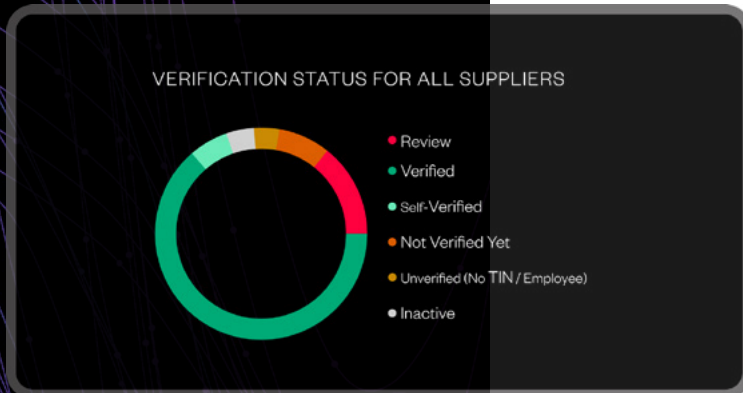 VERIFICATION STATUS FOR ALL SUPPLIERS
Review
Verified
Self-Verified
Not Verified Yet
Unverified (No TIN / Employee)
Inactive